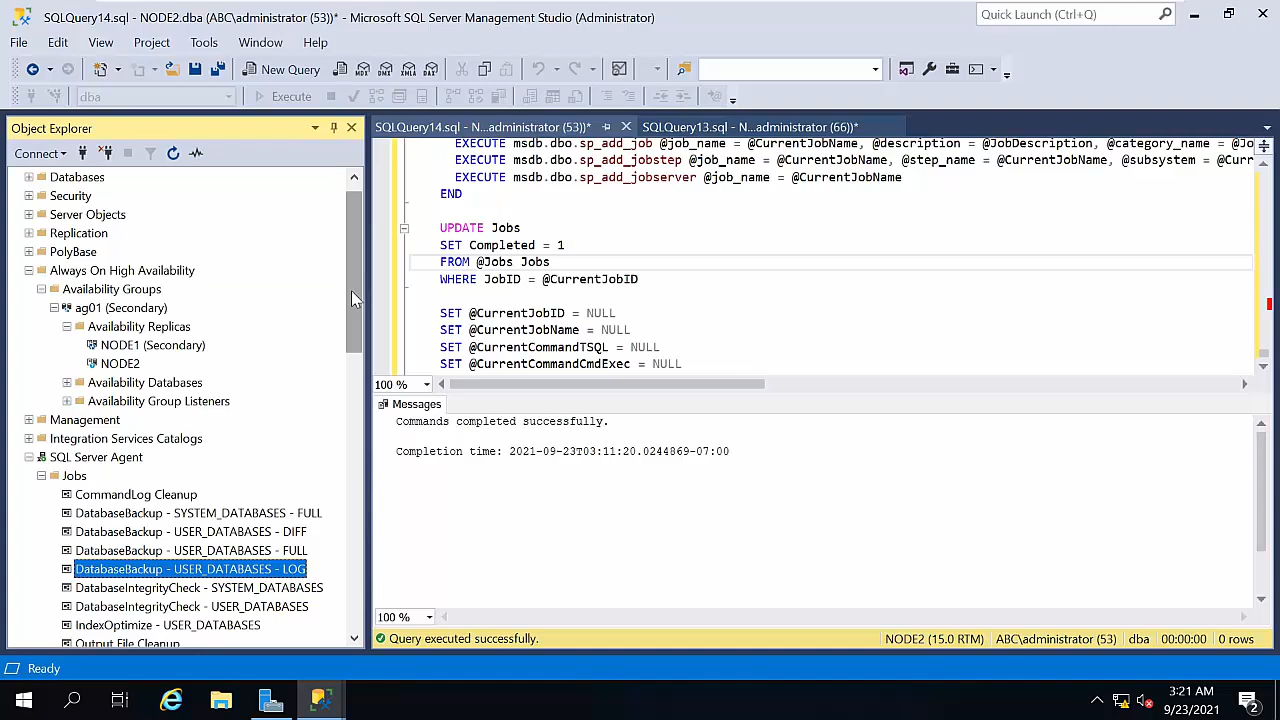 SQLQuery14.sql - NODE2.dba (ABC\administrator (53))* - Microsoft SQL Server Management Studio (Administrator)
Quick Launch (Ctrl+Q)
File Edit View Project Tools Window Help
New Query
MDX DMX XMLA DAX
dba
Execute
Object Explorer
SQLQuery14.sql - N...administrator (53))*
SQLQuery13.sql - N...administrator (66))*
Connect
Databases
Security
Server Objects
Replication
PolyBase
Always On High Availability
Availability Groups
ag01 (Secondary)
Availability Replicas
NODE1 (Secondary)
NODE2
Availability Databases
Availability Group Listeners
Management
Integration Services Catalogs
SQL Server Agent
Jobs
CommandLog Cleanup
DatabaseBackup - SYSTEM_DATABASES - FULL
DatabaseBackup - USER_DATABASES - DIFF
DatabaseBackup - USER_DATABASES - FULL
DatabaseBackup - USER_DATABASES - LOG
DatabaseIntegrityCheck - SYSTEM_DATABASES
DatabaseIntegrityCheck - USER_DATABASES
IndexOptimize - USER_DATABASES
Output File Cleanup
EXECUTE msdb.dbo.sp_add_job @job_name = @CurrentJobName, @description = @JobDescription, @category_name = @Jo
EXECUTE msdb.dbo.sp_add_jobstep @job_name = @CurrentJobName, @step_name = @CurrentJobName, @subsystem = @Curr
EXECUTE msdb.dbo.sp_add_jobserver @job_name = @CurrentJobName
END
UPDATE Jobs
SET Completed = 1
FROM @Jobs Jobs
WHERE JobID = @CurrentJobID
SET @CurrentJobID = NULL
SET @CurrentJobName = NULL
SET @CurrentCommandTSQL = NULL
SET @CurrentCommandCmdExec = NULL
100 %
Messages
Commands completed successfully.
Completion time: 2021-09-23T03:11:20.0244869-07:00
100 %
Query executed successfully.
NODE2 (15.0 RTM) ABC\administrator (53) dba 00:00:00 0 rows
Ready
3:21 AM
9/23/2021
2